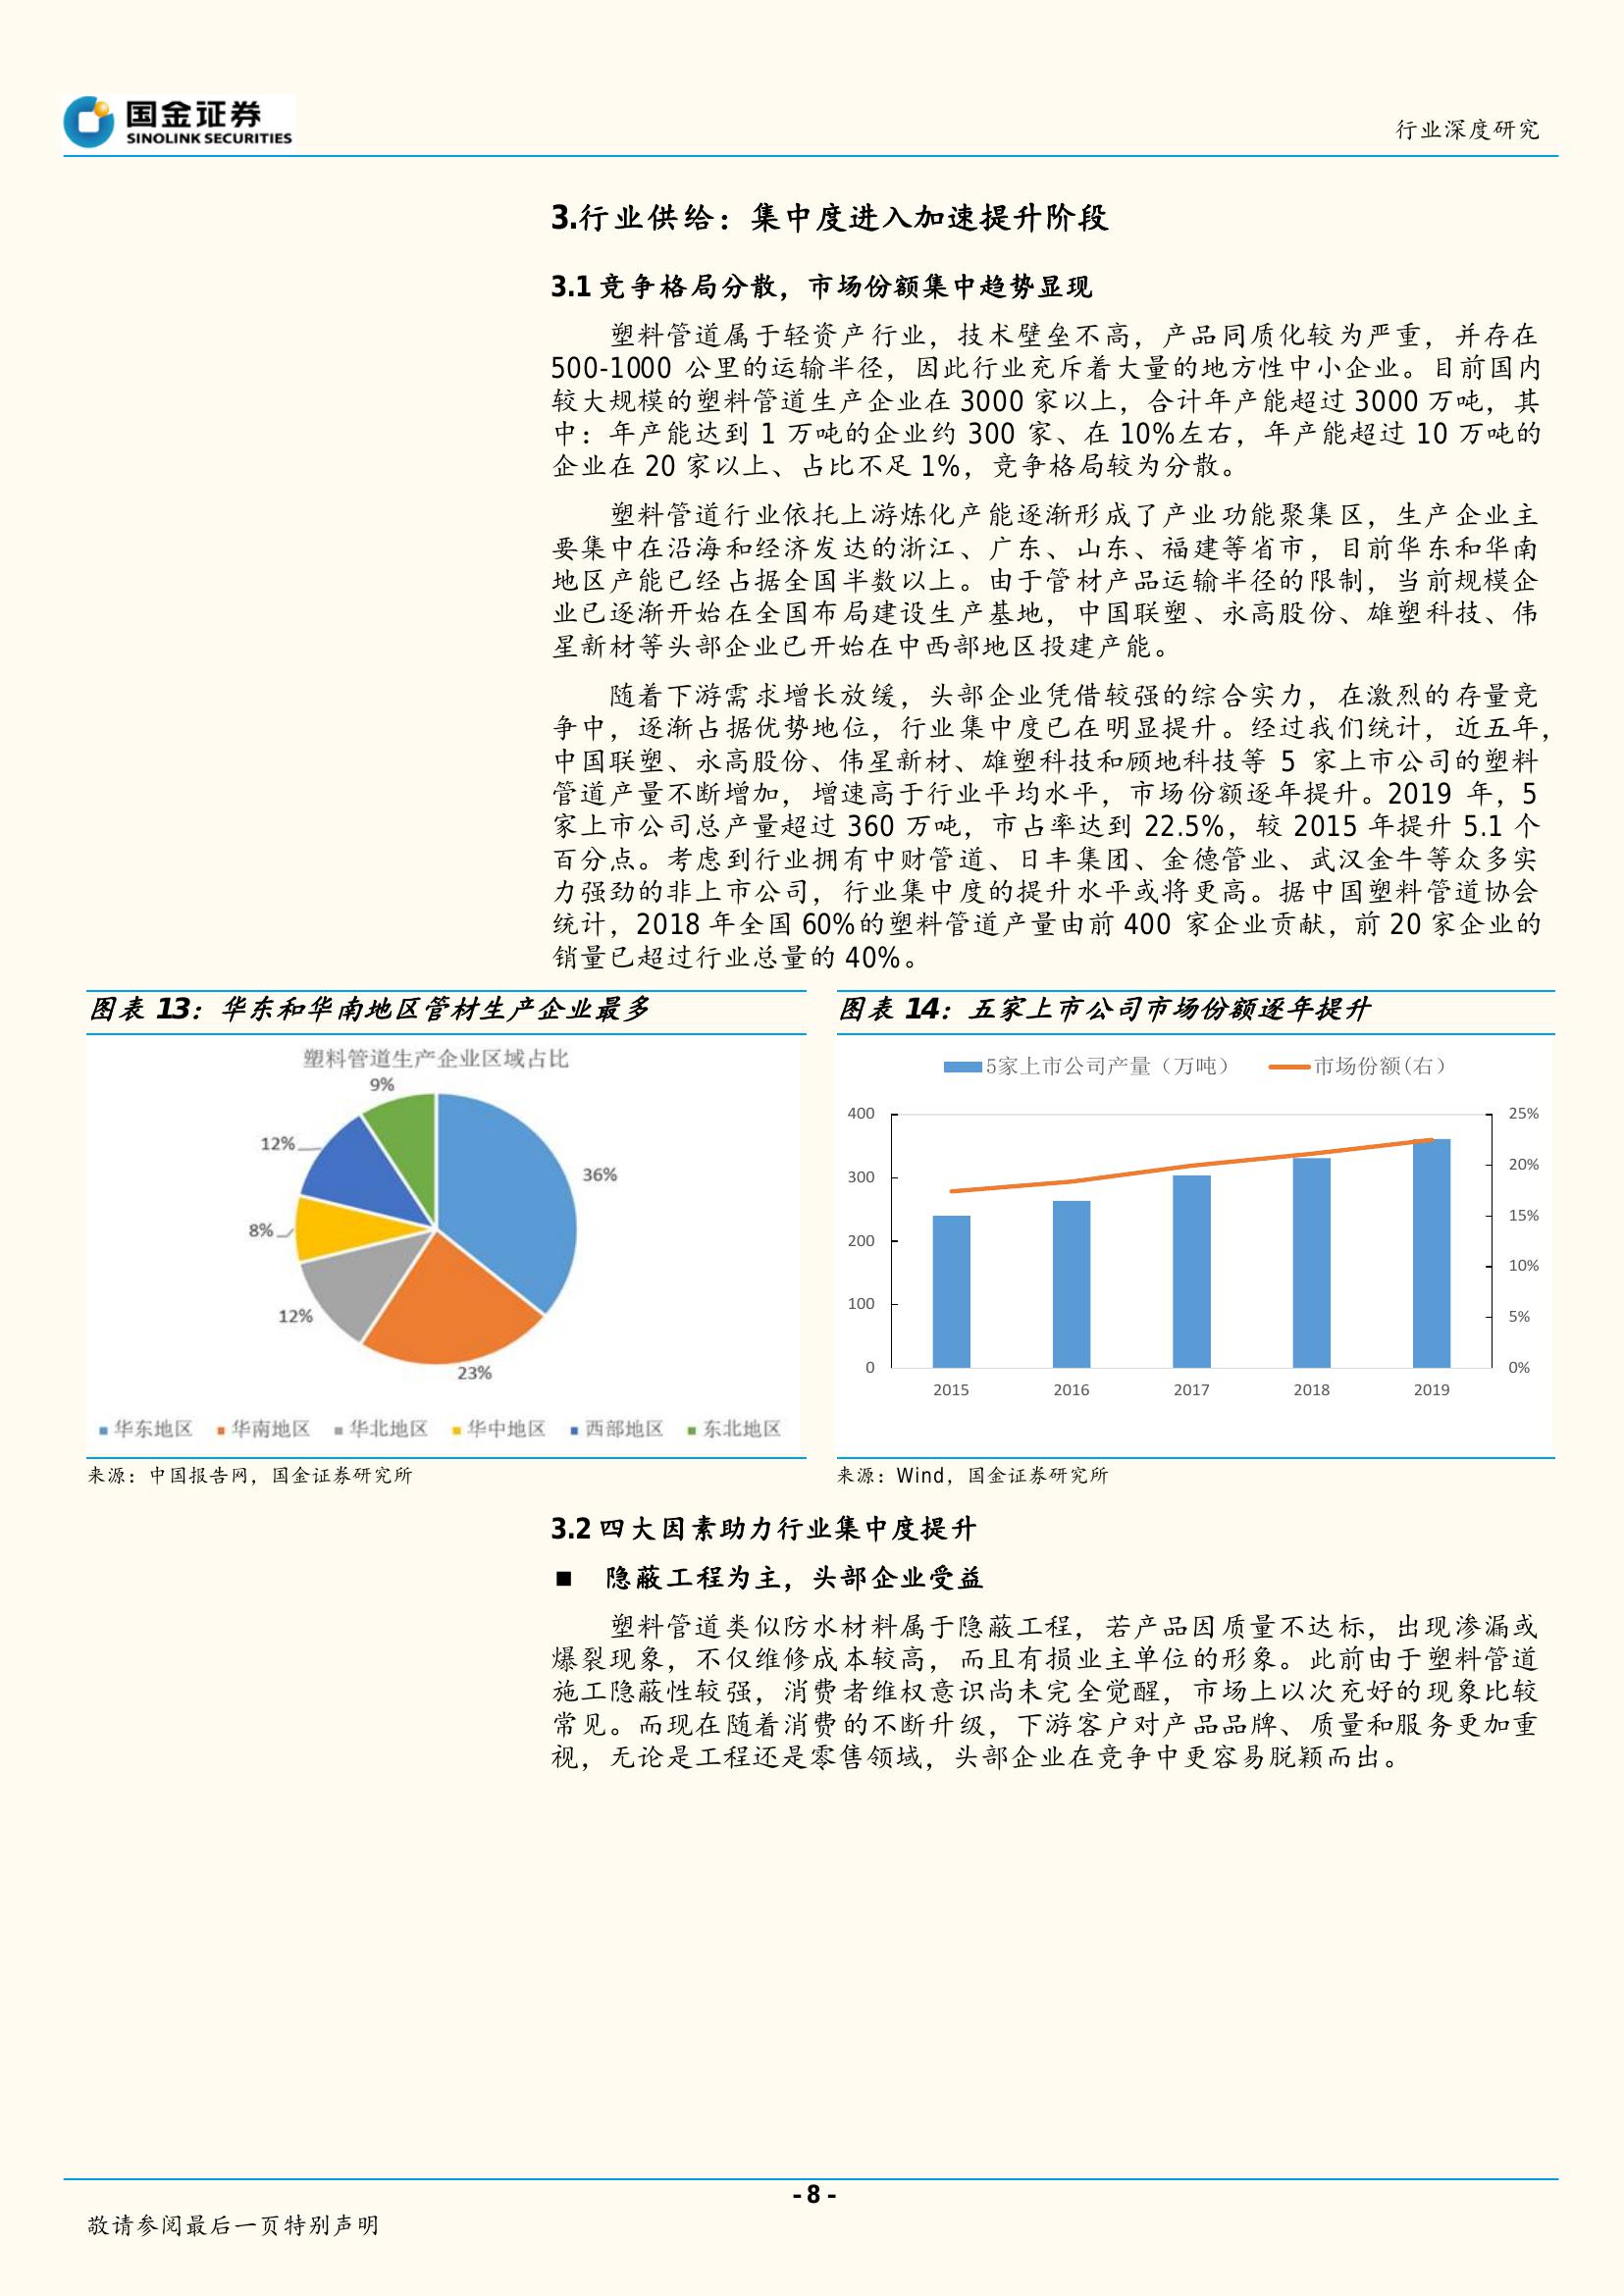 国金证券
SINOLINK SECURITIES
行业深度研究
3.行业供给：集中度进入加速提升阶段
3.1 竞争格局分散，市场份额集中趋势显现
塑料管道属于轻资产行业，技术壁垒不高，产品同质化较为严重，并存在
500-1000 公里的运输半径，因此行业充斥着大量的地方性中小企业。目前国内
较大规模的塑料管道生产企业在 3000 家以上，合计年产能超过 3000 万吨，其
中：年产能达到 1 万吨的企业约 300 家、在 10%左右，年产能超过 10 万吨的
企业在 20 家以上、占比不足 1%，竞争格局较为分散。
塑料管道行业依托上游炼化产能逐渐形成了产业功能聚集区，生产企业主
要集中在沿海和经济发达的浙江、广东、山东、福建等省市，目前华东和华南
地区产能已经占据全国半数以上。由于管材产品运输半径的限制，当前规模企
业已逐渐开始在全国布局建设生产基地，中国联塑、永高股份、雄塑科技、伟
星新材等头部企业已开始在中西部地区投建产能。
随着下游需求增长放缓，头部企业凭借较强的综合实力，在激烈的存量竞
争中，逐渐占据优势地位，行业集中度已在明显提升。经过我们统计，近五年，
中国联塑、永高股份、伟星新材、雄塑科技和顾地科技等 5 家上市公司的塑料
管道产量不断增加，增速高于行业平均水平，市场份额逐年提升。2019 年，5
家上市公司总产量超过 360 万吨，市占率达到 22.5%，较 2015 年提升 5.1 个
百分点。考虑到行业拥有中财管道、日丰集团、金德管业、武汉金牛等众多实
力强劲的非上市公司，行业集中度的提升水平或将更高。据中国塑料管道协会
统计，2018 年全国 60%的塑料管道产量由前 400 家企业贡献，前 20 家企业的
销量已超过行业总量的 40%。
图表 13：华东和华南地区管材生产企业最多
塑料管道生产企业区域占比
9%
12%
36%
8%
12%
23%
华东地区 华南地区 华北地区 华中地区 西部地区 东北地区
来源：中国报告网，国金证券研究所
图表 14：五家上市公司市场份额逐年提升
5家上市公司产量（万吨） 市场份额(右)
400 25%
20%
300
15%
200
10%
100
5%
0 0%
2015 2016 2017 2018 2019
来源：Wind，国金证券研究所
3.2 四大因素助力行业集中度提升
■ 隐蔽工程为主，头部企业受益
塑料管道类似防水材料属于隐蔽工程，若产品因质量不达标，出现渗漏或
爆裂现象，不仅维修成本较高，而且有损业主单位的形象。此前由于塑料管道
施工隐蔽性较强，消费者维权意识尚未完全觉醒，市场上以次充好的现象比较
常见。而现在随着消费的不断升级，下游客户对产品品牌、质量和服务更加重
视，无论是工程还是零售领域，头部企业在竞争中更容易脱颖而出。
- 8 -
敬请参阅最后一页特别声明